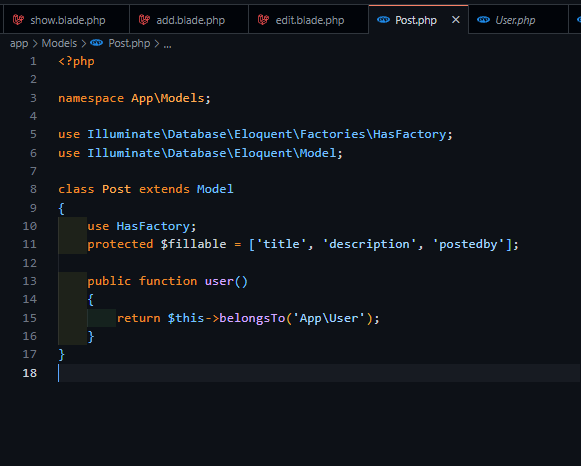 show.blade.php add.blade.php edit.blade.php Post.php User.php
app > Models > Post.php > ...
1 <?php
2
3 namespace App\Models;
4
5 use Illuminate\Database\Eloquent\Factories\HasFactory;
6 use Illuminate\Database\Eloquent\Model;
7
8 class Post extends Model
9 {
10 use HasFactory;
11 protected $fillable = ['title', 'description', 'postedby'];
12
13 public function user()
14 {
15 return $this->belongsTo('App\User');
16 }
17 }
18